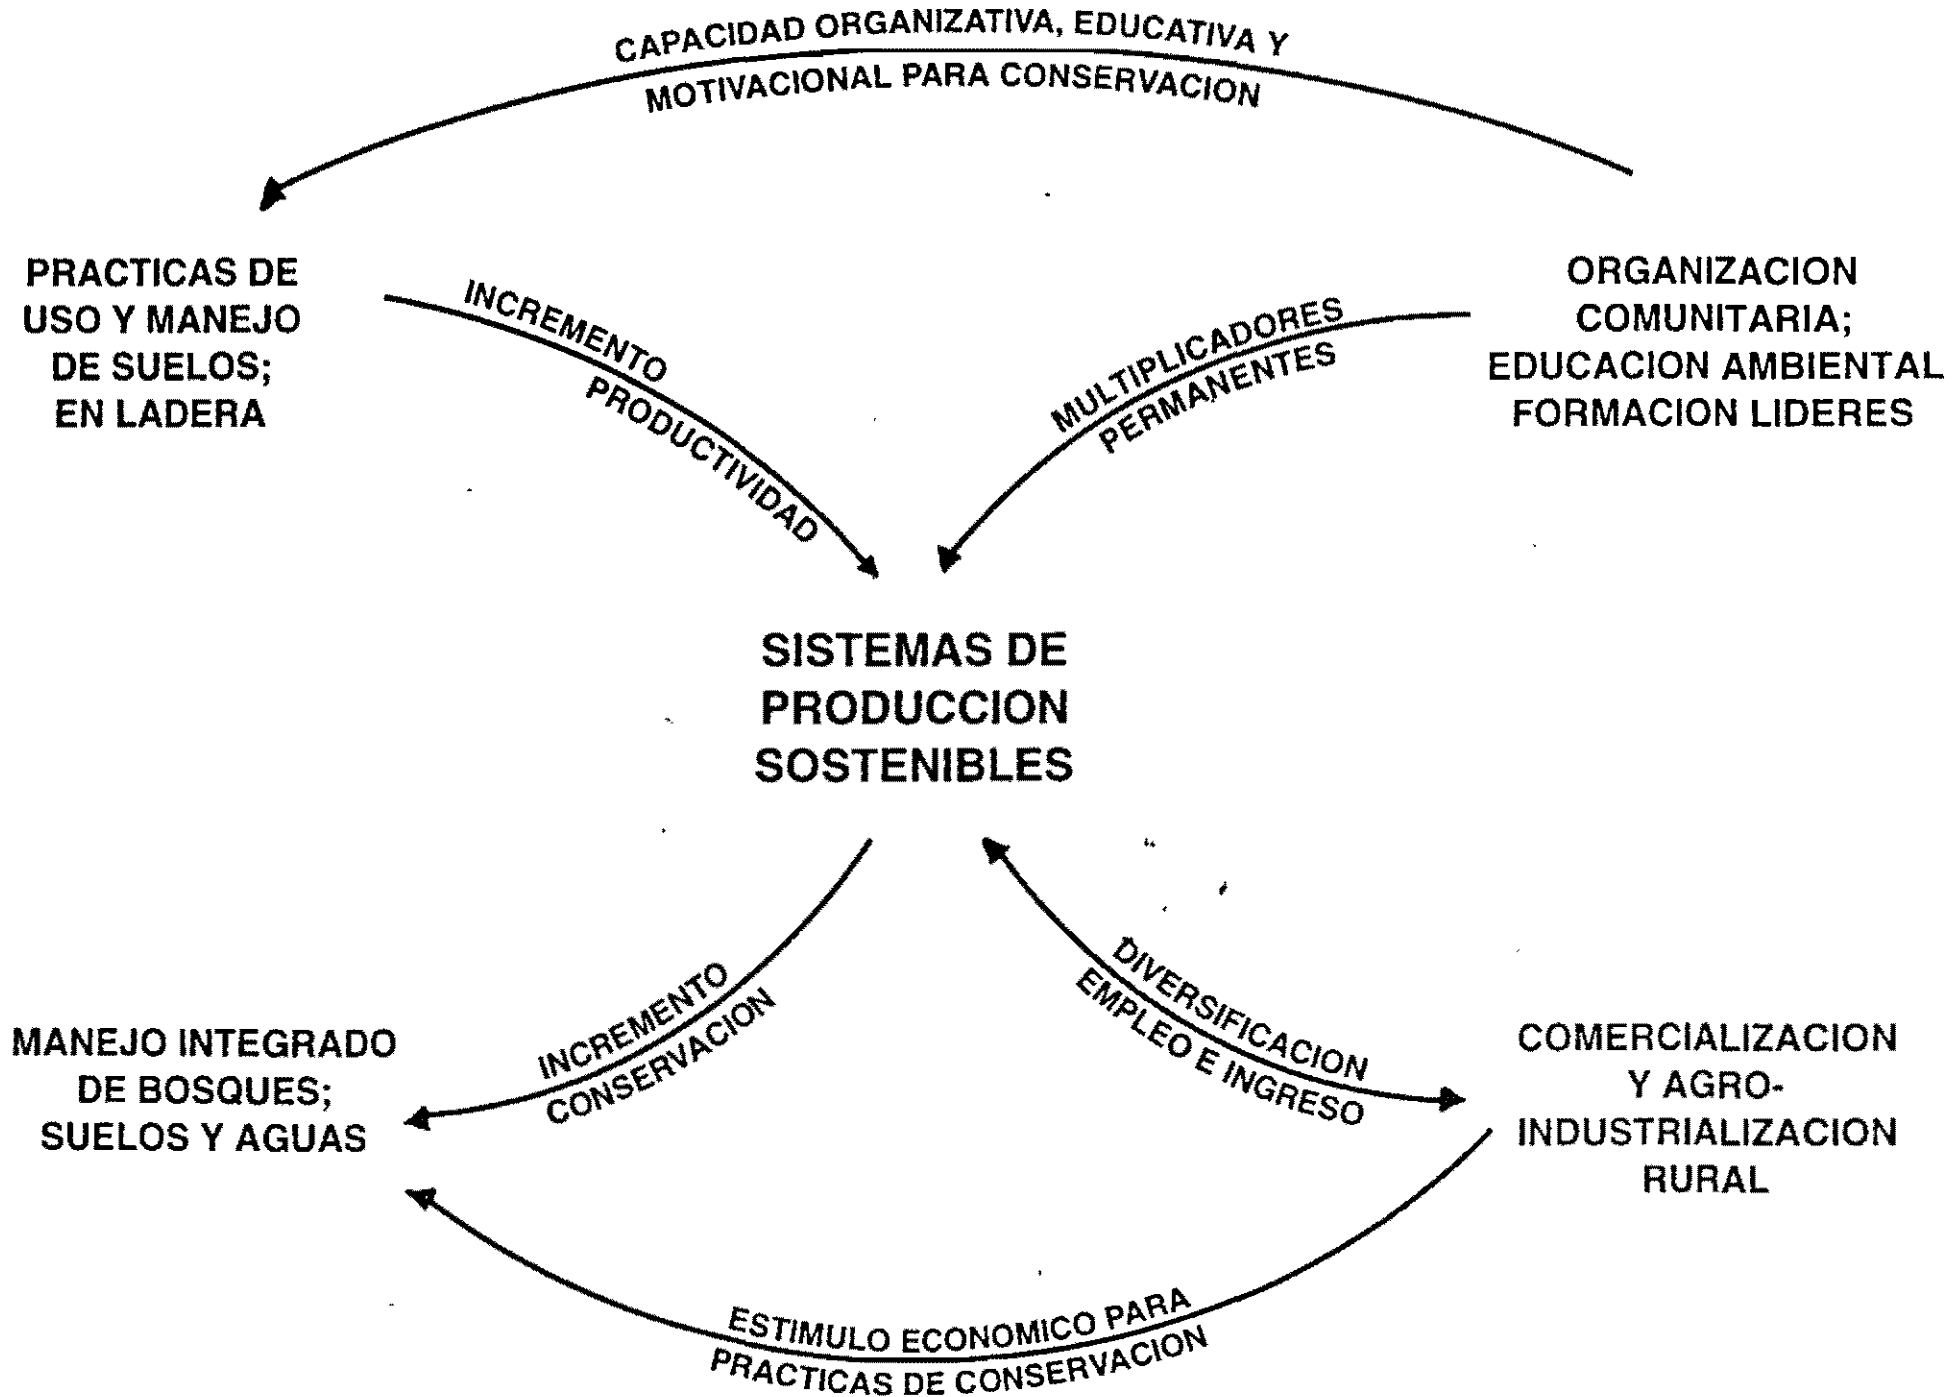 CAPACIDAD ORGANIZATIVA, EDUCATIVA Y
MOTIVACIONAL PARA CONSERVACION
PRACTICAS DE
USO Y MANEJO
DE SUELOS;
EN LADERA
INCREMENTO
PRODUCTIVIDAD
MULTIPLICADORES
PERMANENTES
ORGANIZACION
COMUNITARIA;
EDUCACION AMBIENTAL
FORMACION LIDERES
SISTEMAS DE
PRODUCCION
SOSTENIBLES
MANEJO INTEGRADO
DE BOSQUES;
SUELOS Y AGUAS
INCREMENTO
CONSERVACION
DIVERSIFICACION
EMPLEO E INGRESO
COMERCIALIZACION
Y AGRO-
INDUSTRIALIZACION
RURAL
ESTIMULO ECONOMICO PARA
PRACTICAS DE CONSERVACION